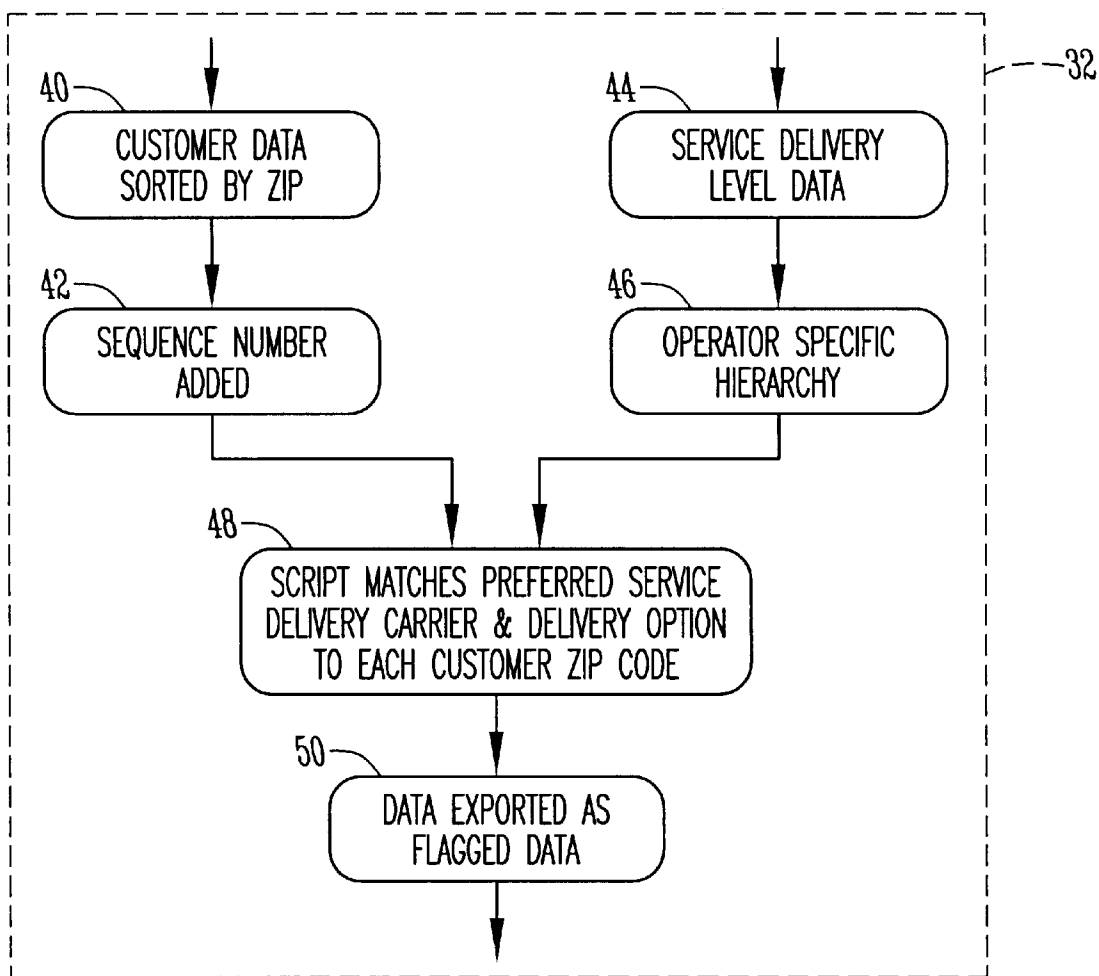 32
40
CUSTOMER DATA
SORTED BY ZIP
44
SERVICE DELIVERY
LEVEL DATA
42
SEQUENCE NUMBER
ADDED
46
OPERATOR SPECIFIC
HIERARCHY
48
SCRIPT MATCHES PREFERRED SERVICE
DELIVERY CARRIER & DELIVERY OPTION
TO EACH CUSTOMER ZIP CODE
50
DATA EXPORTED AS
FLAGGED DATA